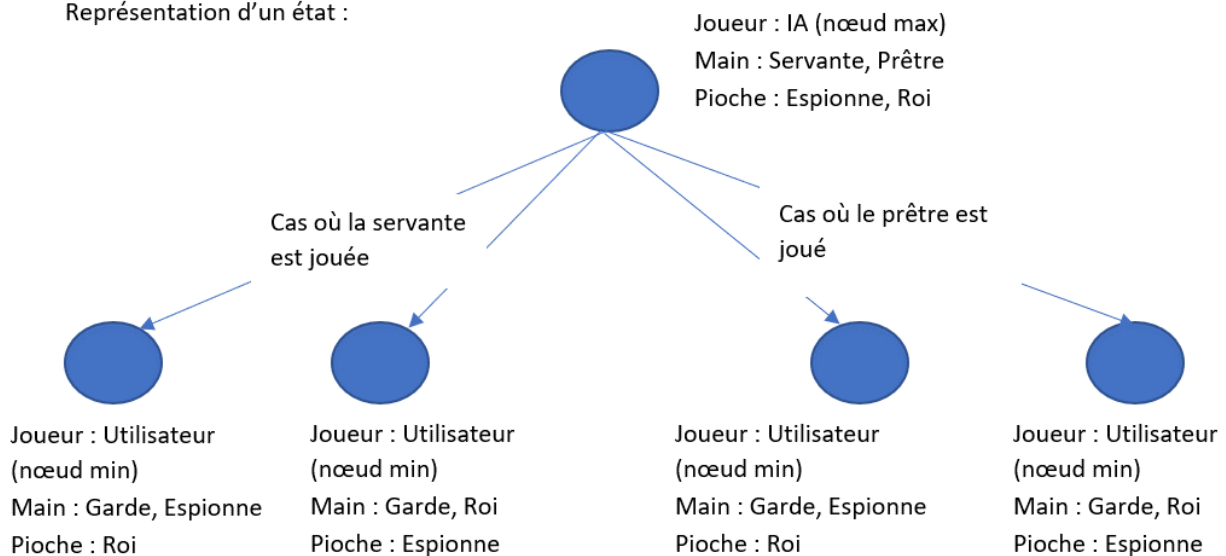 Représentation d’un état :
Joueur : IA (nœud max)
Main : Servante, Prêtre
Pioche : Espionne, Roi
Cas où la servante
est jouée
Cas où le prêtre est
joué
Joueur : Utilisateur
(nœud min)
Main : Garde, Espionne
Pioche : Roi
Joueur : Utilisateur
(nœud min)
Main : Garde, Roi
Pioche : Espionne
Joueur : Utilisateur
(nœud min)
Main : Garde, Espionne
Pioche : Roi
Joueur : Utilisateur
(nœud min)
Main : Garde, Roi
Pioche : Espionne